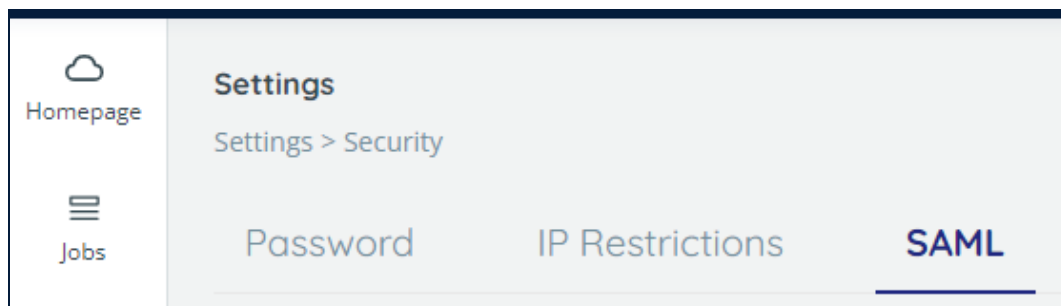 Homepage
Jobs
Settings
Settings > Security
Password IP Restrictions SAML